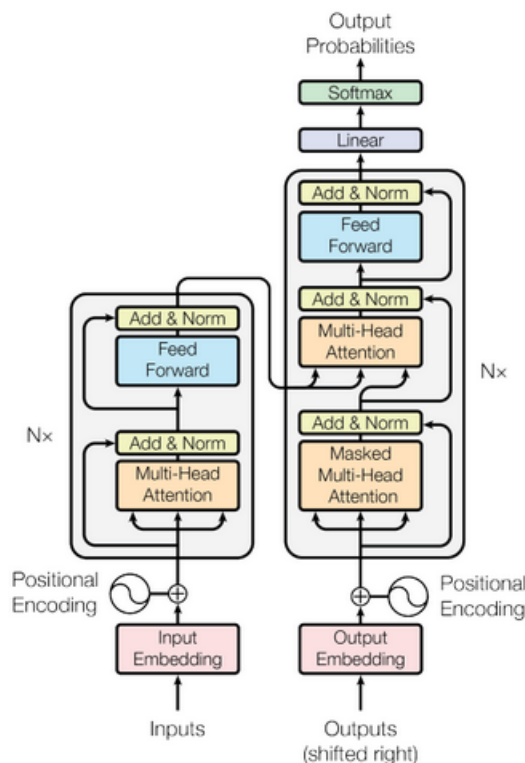 Output
Probabilities
Softmax
Linear
Add & Norm
Feed
Forward
Add & Norm
Multi-Head
Attention
Add & Norm
Masked
Multi-Head
Attention
N×
Add & Norm
Feed
Forward
Add & Norm
Multi-Head
Attention
N×
Positional
Encoding
Positional
Encoding
Input
Embedding
Output
Embedding
Inputs
Outputs
(shifted right)